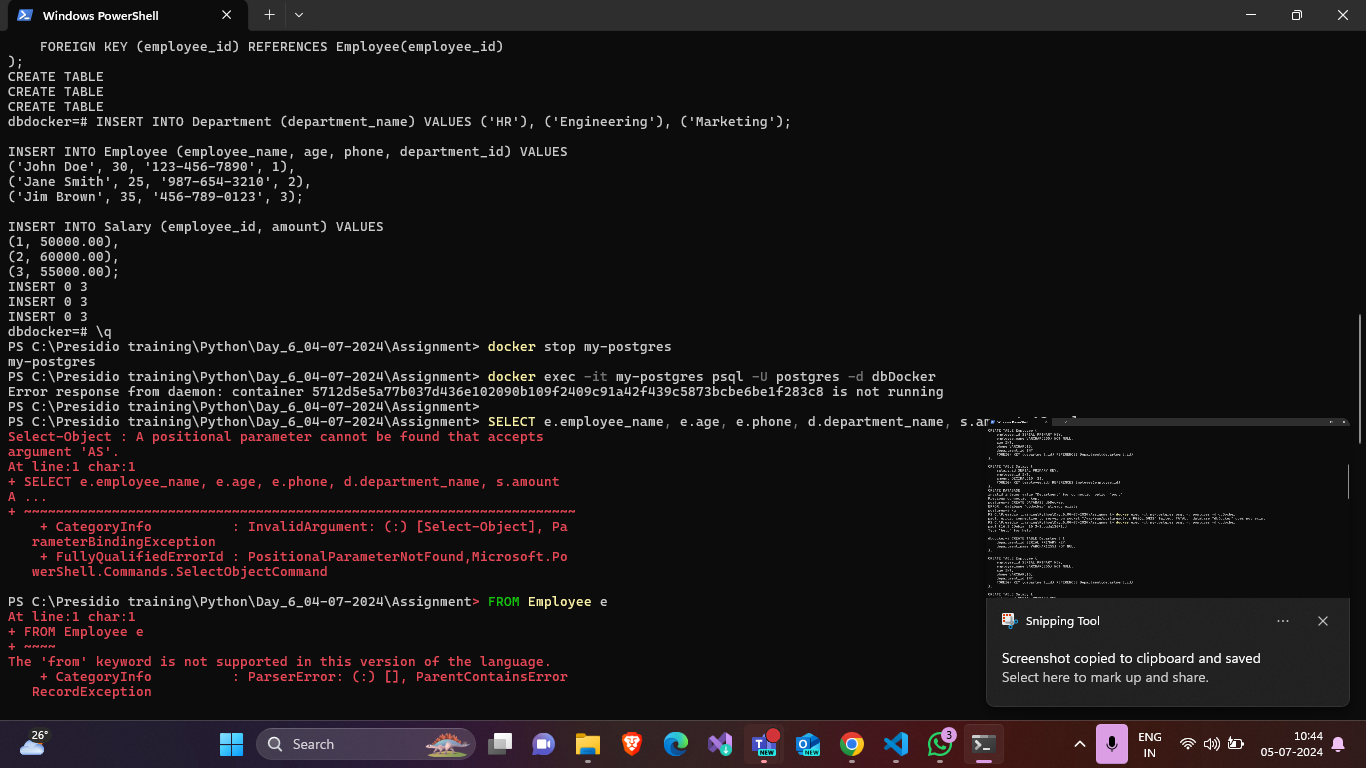 Windows PowerShell
    FOREIGN KEY (employee_id) REFERENCES Employee(employee_id)
);
CREATE TABLE
CREATE TABLE
CREATE TABLE
dbdocker=# INSERT INTO Department (department_name) VALUES ('HR'), ('Engineering'), ('Marketing');
INSERT INTO Employee (employee_name, age, phone, department_id) VALUES
('John Doe', 30, '123-456-7890', 1),
('Jane Smith', 25, '987-654-3210', 2),
('Jim Brown', 35, '456-789-0123', 3);
INSERT INTO Salary (employee_id, amount) VALUES
(1, 50000.00),
(2, 60000.00),
(3, 55000.00);
INSERT 0 3
INSERT 0 3
INSERT 0 3
dbdocker=# \q
PS C:\Presidio training\Python\Day_6_04-07-2024\Assignment> docker stop my-postgres
my-postgres
PS C:\Presidio training\Python\Day_6_04-07-2024\Assignment> docker exec -it my-postgres psql -U postgres -d dbDocker
Error response from daemon: container 5712d5e5a77b037d436e102090b109f2409c91a42f439c5873bcbe6be1f283c8 is not running
PS C:\Presidio training\Python\Day_6_04-07-2024\Assignment>
PS C:\Presidio training\Python\Day_6_04-07-2024\Assignment> SELECT e.employee_name, e.age, e.phone, d.department_name,
Select-Object : A positional parameter cannot be found that accepts
argument 'AS'.
At line:1 char:1
+ SELECT e.employee_name, e.age, e.phone, d.department_name, s.amount
A ...
+ ~~~~~~~~~~~~~~~~~~~~~~~~~~~~~~~~~~~~~~~~~~~~~~~~~~~~~~~~~~~~~~~~~~~~~
    + CategoryInfo          : InvalidArgument: (:) [Select-Object], Pa
   rameterBindingException
    + FullyQualifiedErrorId : PositionalParameterNotFound,Microsoft.Po
   werShell.Commands.SelectObjectCommand
PS C:\Presidio training\Python\Day_6_04-07-2024\Assignment> FROM Employee e
At line:1 char:1
+ FROM Employee e
+ ~~~~
The 'from' keyword is not supported in this version of the language.
    + CategoryInfo          : ParserError: (:) [], ParentContainsError
   RecordException
Snipping Tool
Screenshot copied to clipboard and saved
Select here to mark up and share.
26°
Search
NEW
NEW
3
ENG
IN
10:44
05-07-2024